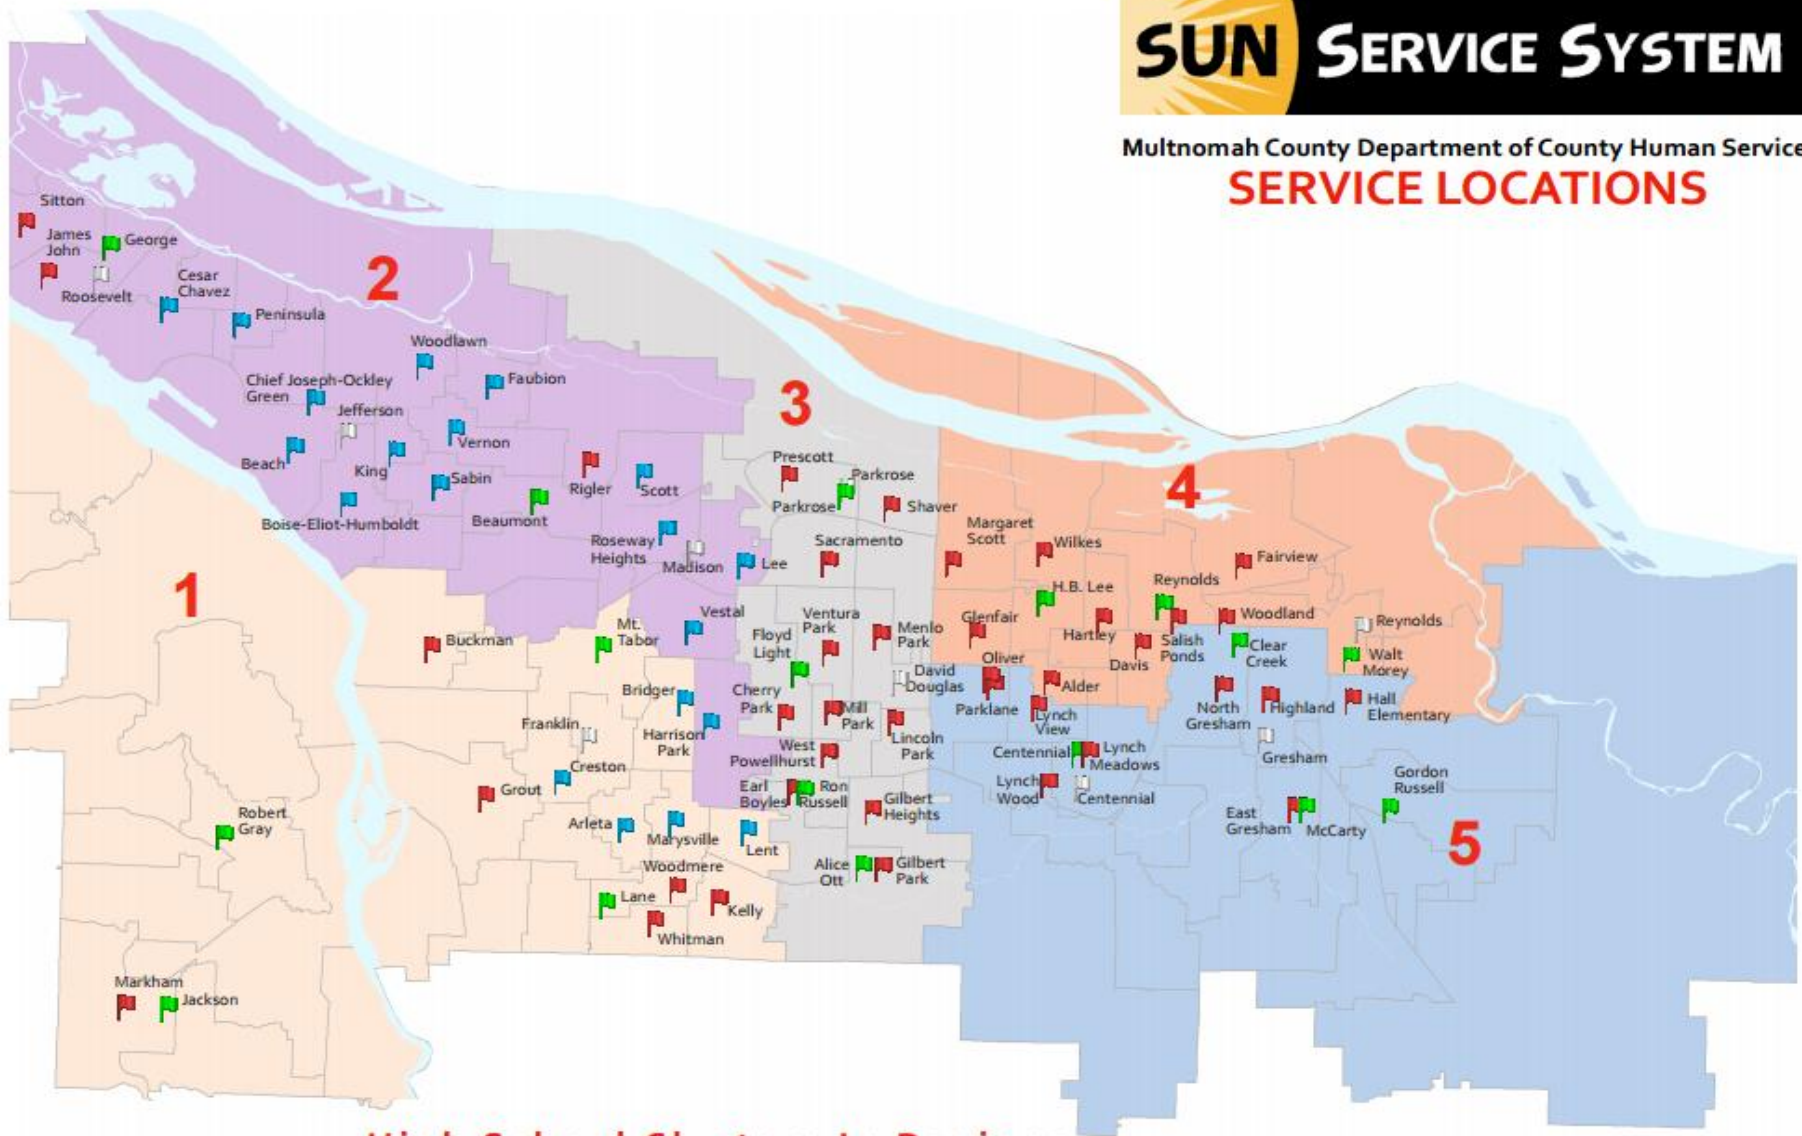 SUN SERVICE SYSTEM
Multnomah County Department of County Human Service
SERVICE LOCATIONS
Sitton
James
John
George
Roosevelt
Cesar
Chavez
2
Peninsula
Woodlawn
Chief Joseph-Ockley
Green
Faubion
Jefferson
Vernon
Beach
King
Sabin
Rigler
Scott
Boise-Eliot-Humboldt
Beaumont
Roseway
Heights
Madison
Lee
Vestal
3
Prescott
Parkrose
Parkrose
Shaver
Sacramento
Ventura
Park
Menlo
Park
Floyd
Light
David
Douglas
Cherry
Park
Mill
Park
Lincoln
Park
West
Powellhurst
Earl
Boyles
Ron
Russell
Gilbert
Heights
Alice
Ott
Gilbert
Park
4
Margaret
Scott
Wilkes
Fairview
H.B. Lee
Reynolds
Glenfair
Hartley
Woodland
Reynolds
Salish
Ponds
Davis
Clear
Creek
Walt
Morey
Oliver
Alder
Parklane
Lynch
View
North
Gresham
Highland
Hall
Elementary
Centennial
Lynch
Meadows
Gresham
Lynch
Wood
Centennial
Gordon
Russell
East
Gresham
McCarty
5
1
Buckman
Mt.
Tabor
Bridger
Franklin
Harrison
Park
Creston
Grout
Robert
Gray
Arleta
Marysville
Lent
Woodmere
Lane
Kelly
Whitman
Markham
Jackson